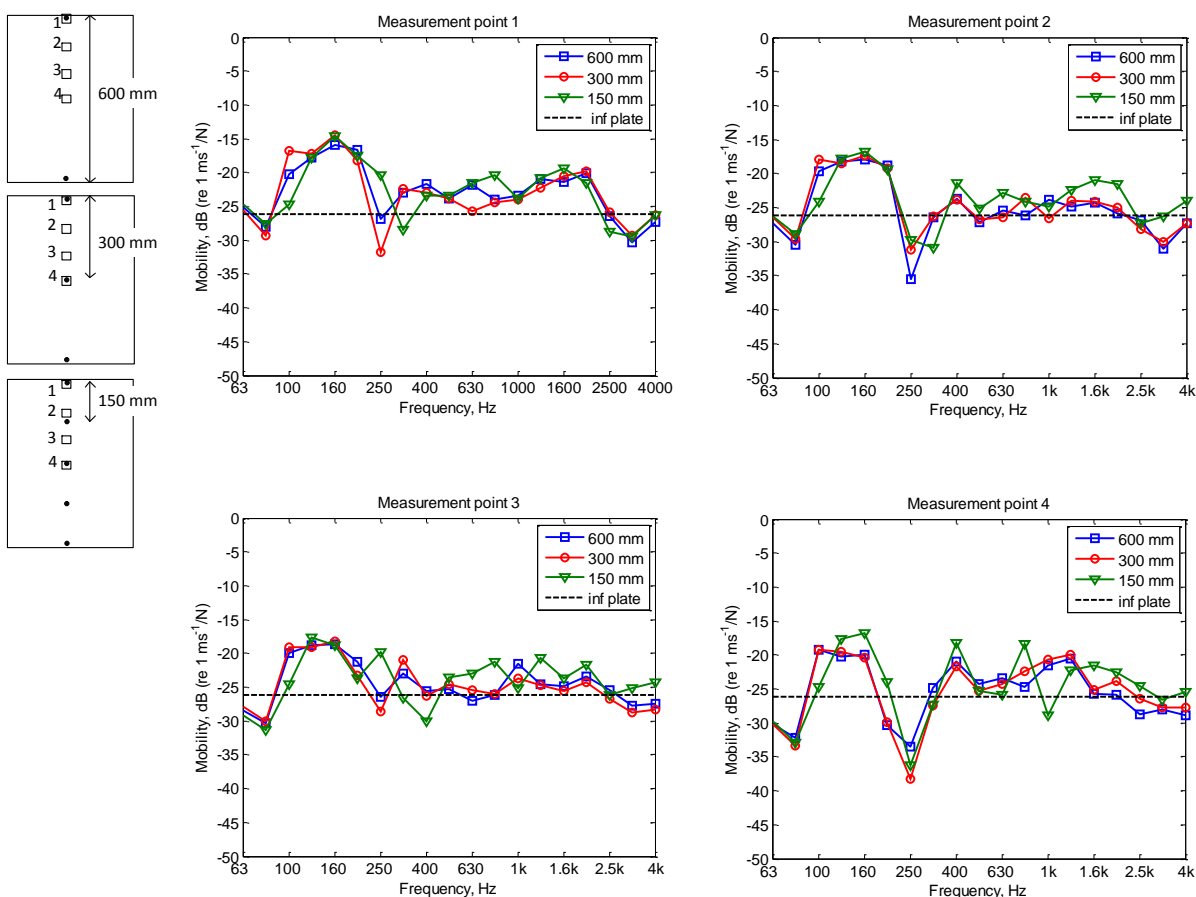 1
2
3
4
600 mm
1
2
3
4
300 mm
1
2
3
4
150 mm
Measurement point 1
Mobility, dB (re 1 ms⁻¹/N)
0
-5
-10
-15
-20
-25
-30
-35
-40
-45
-50
63 100 160 250 400 630 1000 1600 2500 4000
Frequency, Hz
600 mm
300 mm
150 mm
inf plate
Measurement point 2
Mobility, dB (re 1 ms⁻¹/N)
0
-5
-10
-15
-20
-25
-30
-35
-40
-45
-50
63 100 160 250 400 630 1k 1.6k 2.5k 4k
Frequency, Hz
600 mm
300 mm
150 mm
inf plate
Measurement point 3
Mobility, dB (re 1 ms⁻¹/N)
0
-5
-10
-15
-20
-25
-30
-35
-40
-45
-50
63 100 160 250 400 630 1k 1.6k 2.5k 4k
Frequency, Hz
600 mm
300 mm
150 mm
inf plate
Measurement point 4
Mobility, dB (re 1 ms⁻¹/N)
0
-5
-10
-15
-20
-25
-30
-35
-40
-45
-50
63 100 160 250 400 630 1k 1.6k 2.5k 4k
Frequency, Hz
600 mm
300 mm
150 mm
inf plate